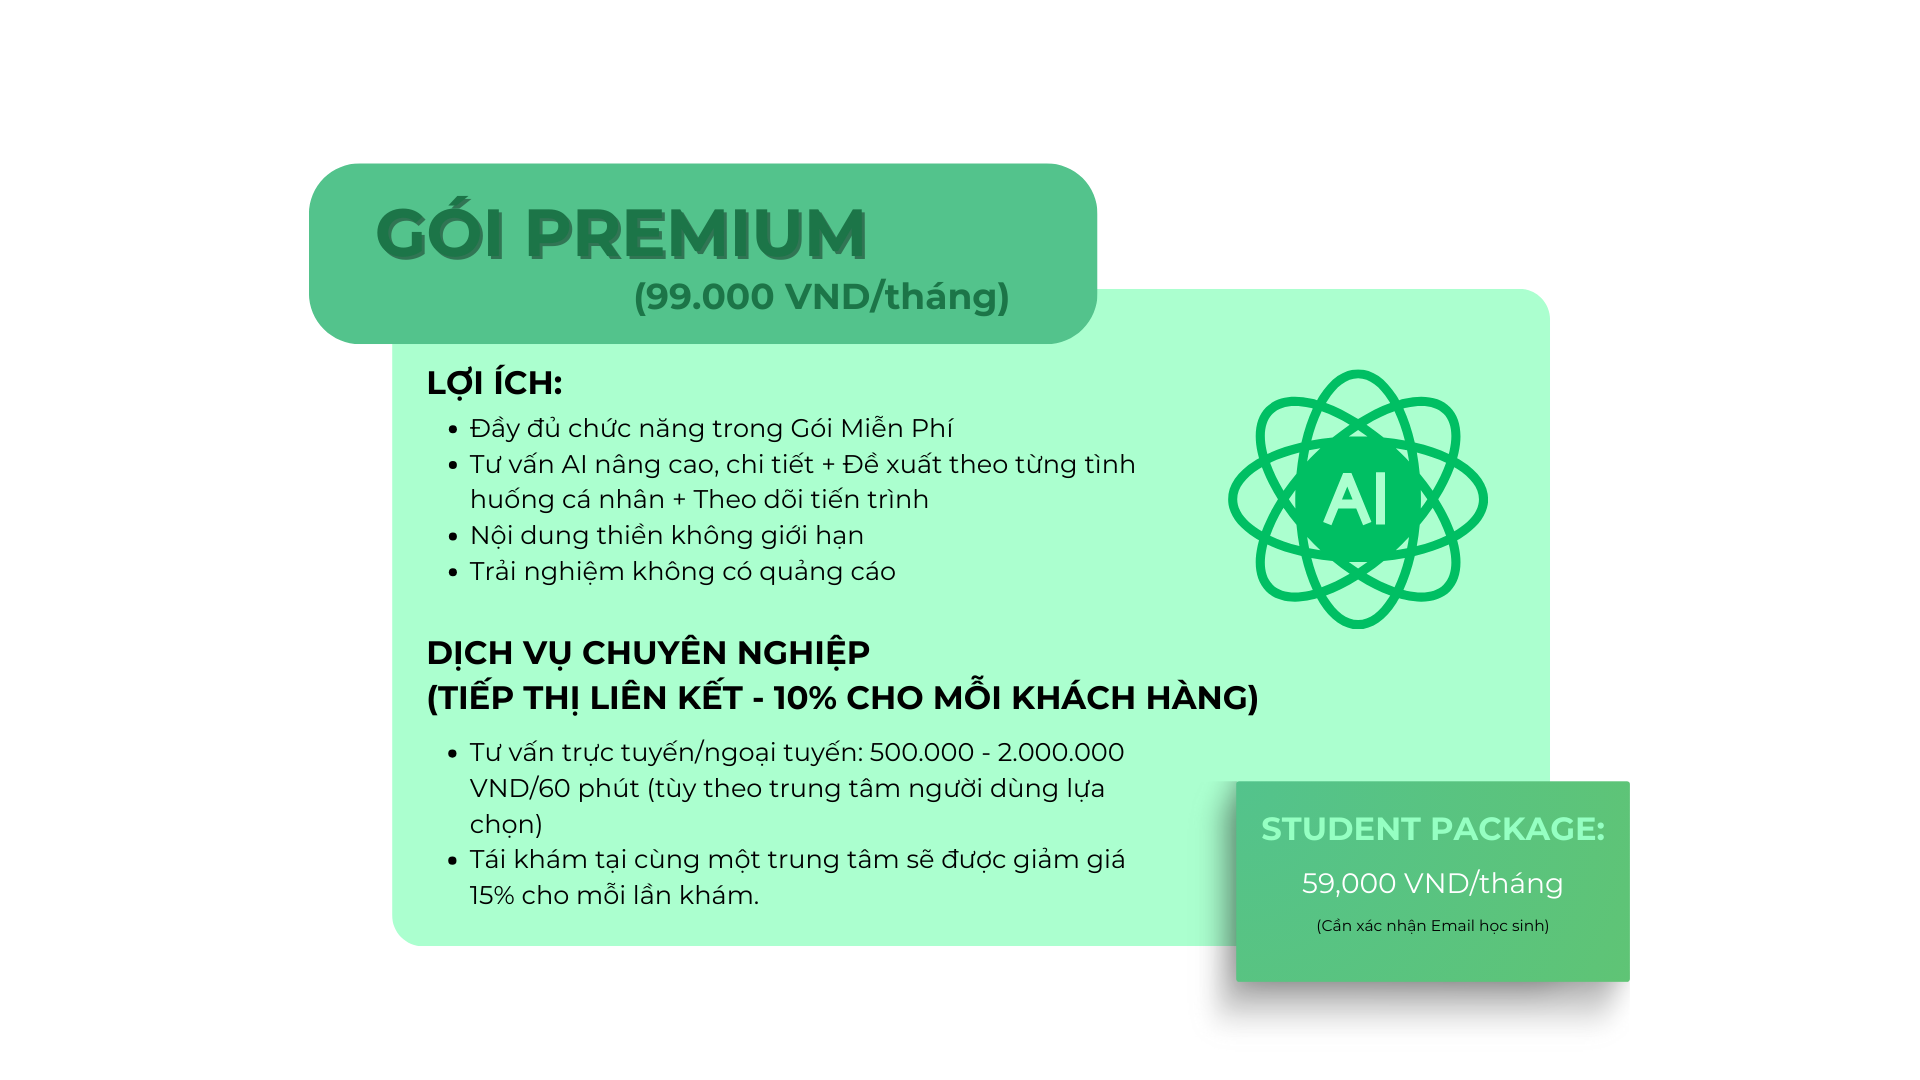 GÓI PREMIUM
(99.000 VND/tháng)
LỢI ÍCH:
• Đầy đủ chức năng trong Gói Miễn Phí
• Tư vấn AI nâng cao, chi tiết + Đề xuất theo từng tình
huống cá nhân + Theo dõi tiến trình
• Nội dung thiền không giới hạn
• Trải nghiệm không có quảng cáo
AI
DỊCH VỤ CHUYÊN NGHIỆP
(TIẾP THỊ LIÊN KẾT - 10% CHO MỖI KHÁCH HÀNG)
• Tư vấn trực tuyến/ngoại tuyến: 500.000 - 2.000.000
VND/60 phút (tùy theo trung tâm người dùng lựa
chọn)
• Tái khám tại cùng một trung tâm sẽ được giảm giá
15% cho mỗi lần khám.
STUDENT PACKAGE:
59,000 VND/tháng
(Cần xác nhận Email học sinh)